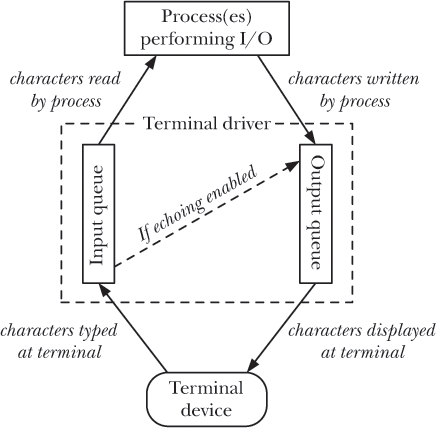 Process(es)
performing I/O
characters read
by process
characters written
by process
Terminal driver
Input queue
If echoing enabled
Output queue
characters typed
at terminal
characters displayed
at terminal
Terminal
device